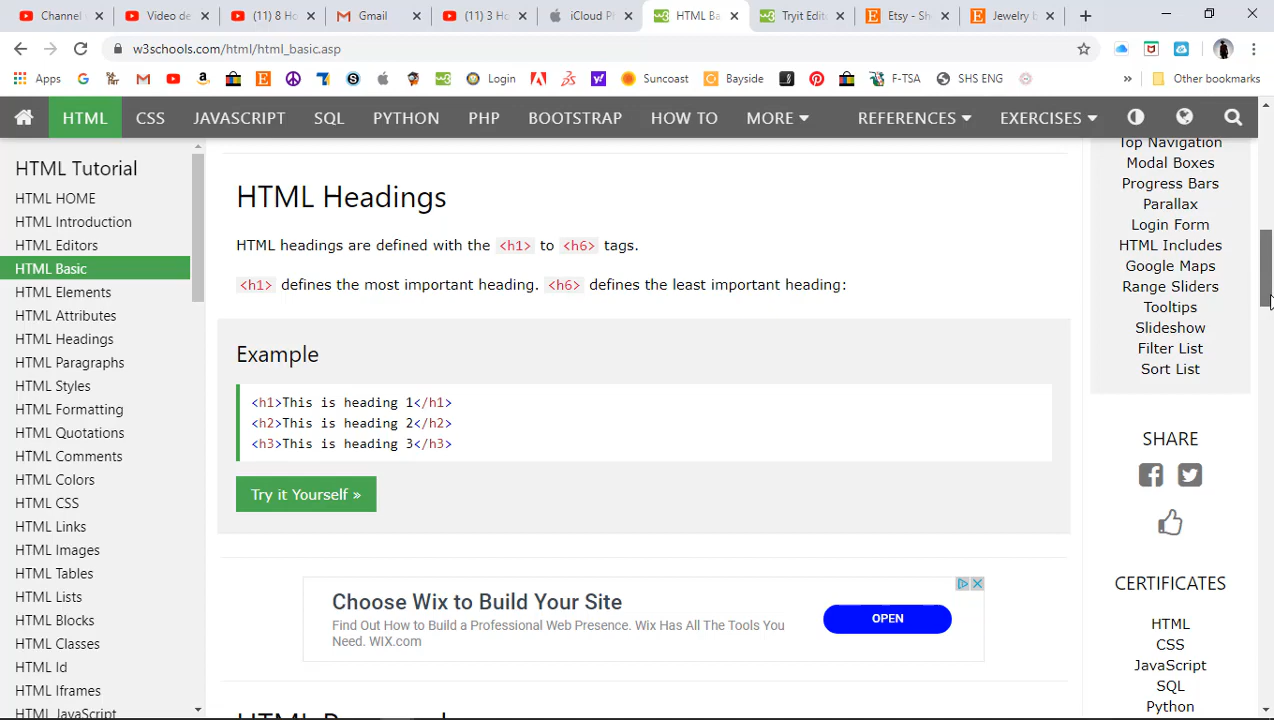 Channel
Video de
(11) 8 Ho
Gmail
(11) 3 Ho
iCloud P
HTML Ba
Tryit Edit
Etsy - Sh
Jewelry b
w3schools.com/html/html_basic.asp
Apps
Login
Suncoast
Bayside
F-TSA
SHS ENG
»
Other bookmarks
HTML
CSS
JAVASCRIPT
SQL
PYTHON
PHP
BOOTSTRAP
HOW TO
MORE
REFERENCES
EXERCISES
HTML Tutorial
HTML HOME
HTML Introduction
HTML Editors
HTML Basic
HTML Elements
HTML Attributes
HTML Headings
HTML Paragraphs
HTML Styles
HTML Formatting
HTML Quotations
HTML Comments
HTML Colors
HTML CSS
HTML Links
HTML Images
HTML Tables
HTML Lists
HTML Blocks
HTML Classes
HTML Id
HTML Iframes
HTML JavaScript
HTML Headings
HTML headings are defined with the <h1> to <h6> tags.
<h1> defines the most important heading. <h6> defines the least important heading:
Example
<h1>This is heading 1</h1>
<h2>This is heading 2</h2>
<h3>This is heading 3</h3>
Try it Yourself »
Choose Wix to Build Your Site
Find Out How to Build a Professional Web Presence. Wix Has All The Tools You
Need. WIX.com
OPEN
Top Navigation
Modal Boxes
Progress Bars
Parallax
Login Form
HTML Includes
Google Maps
Range Sliders
Tooltips
Slideshow
Filter List
Sort List
SHARE
CERTIFICATES
HTML
CSS
JavaScript
SQL
Python